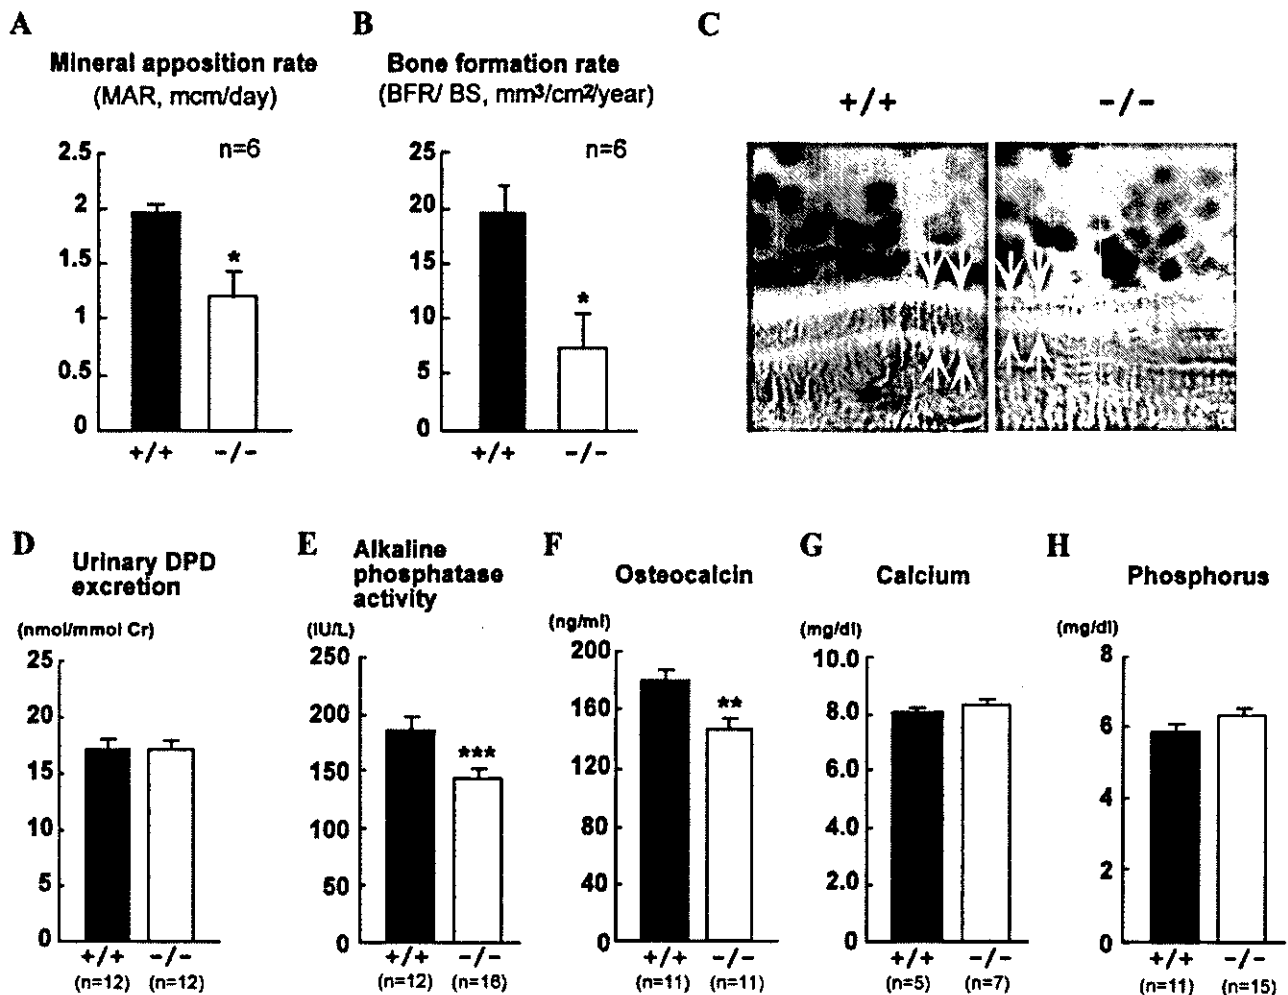 A
Mineral apposition rate
(MAR, mcm/day)
n=6
2.5
2
1.5
1
0.5
0
*
+/+ -/-
B
Bone formation rate
(BFR/ BS, mm³/cm²/year)
n=6
25
20
15
10
5
0
*
+/+ -/-
C
+/+ -/-
D
Urinary DPD
excretion
(nmol/mmol Cr)
25
20
15
10
5
0
+/+ -/-
(n=12) (n=12)
E
Alkaline
phosphatase
activity
(IU/L)
250
200
150
100
50
0
***
+/+ -/-
(n=12) (n=16)
F
Osteocalcin
(ng/ml)
200
160
120
80
40
0
**
+/+ -/-
(n=11) (n=11)
G
Calcium
(mg/dl)
10.0
8.0
6.0
4.0
2.0
0
+/+ -/-
(n=5) (n=7)
H
Phosphorus
(mg/dl)
8
6
4
2
0
+/+ -/-
(n=11) (n=15)